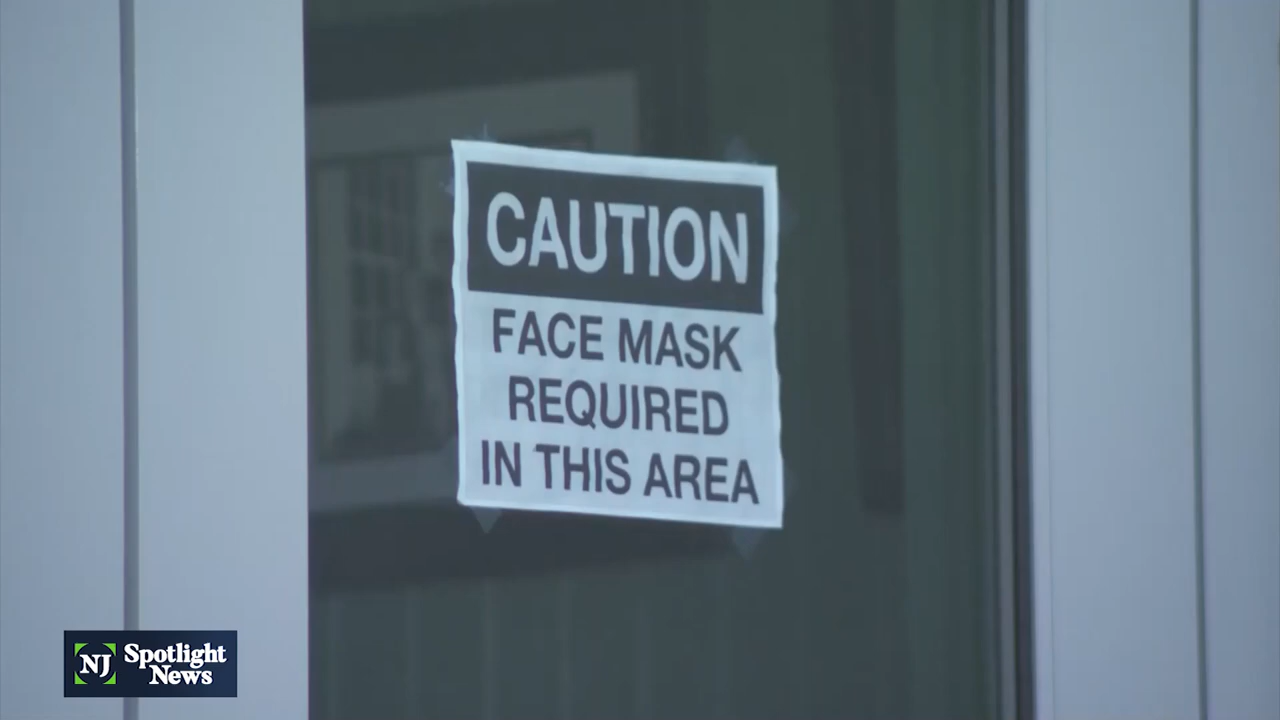 CAUTION
FACE MASK
REQUIRED
IN THIS AREA
NJ Spotlight
News